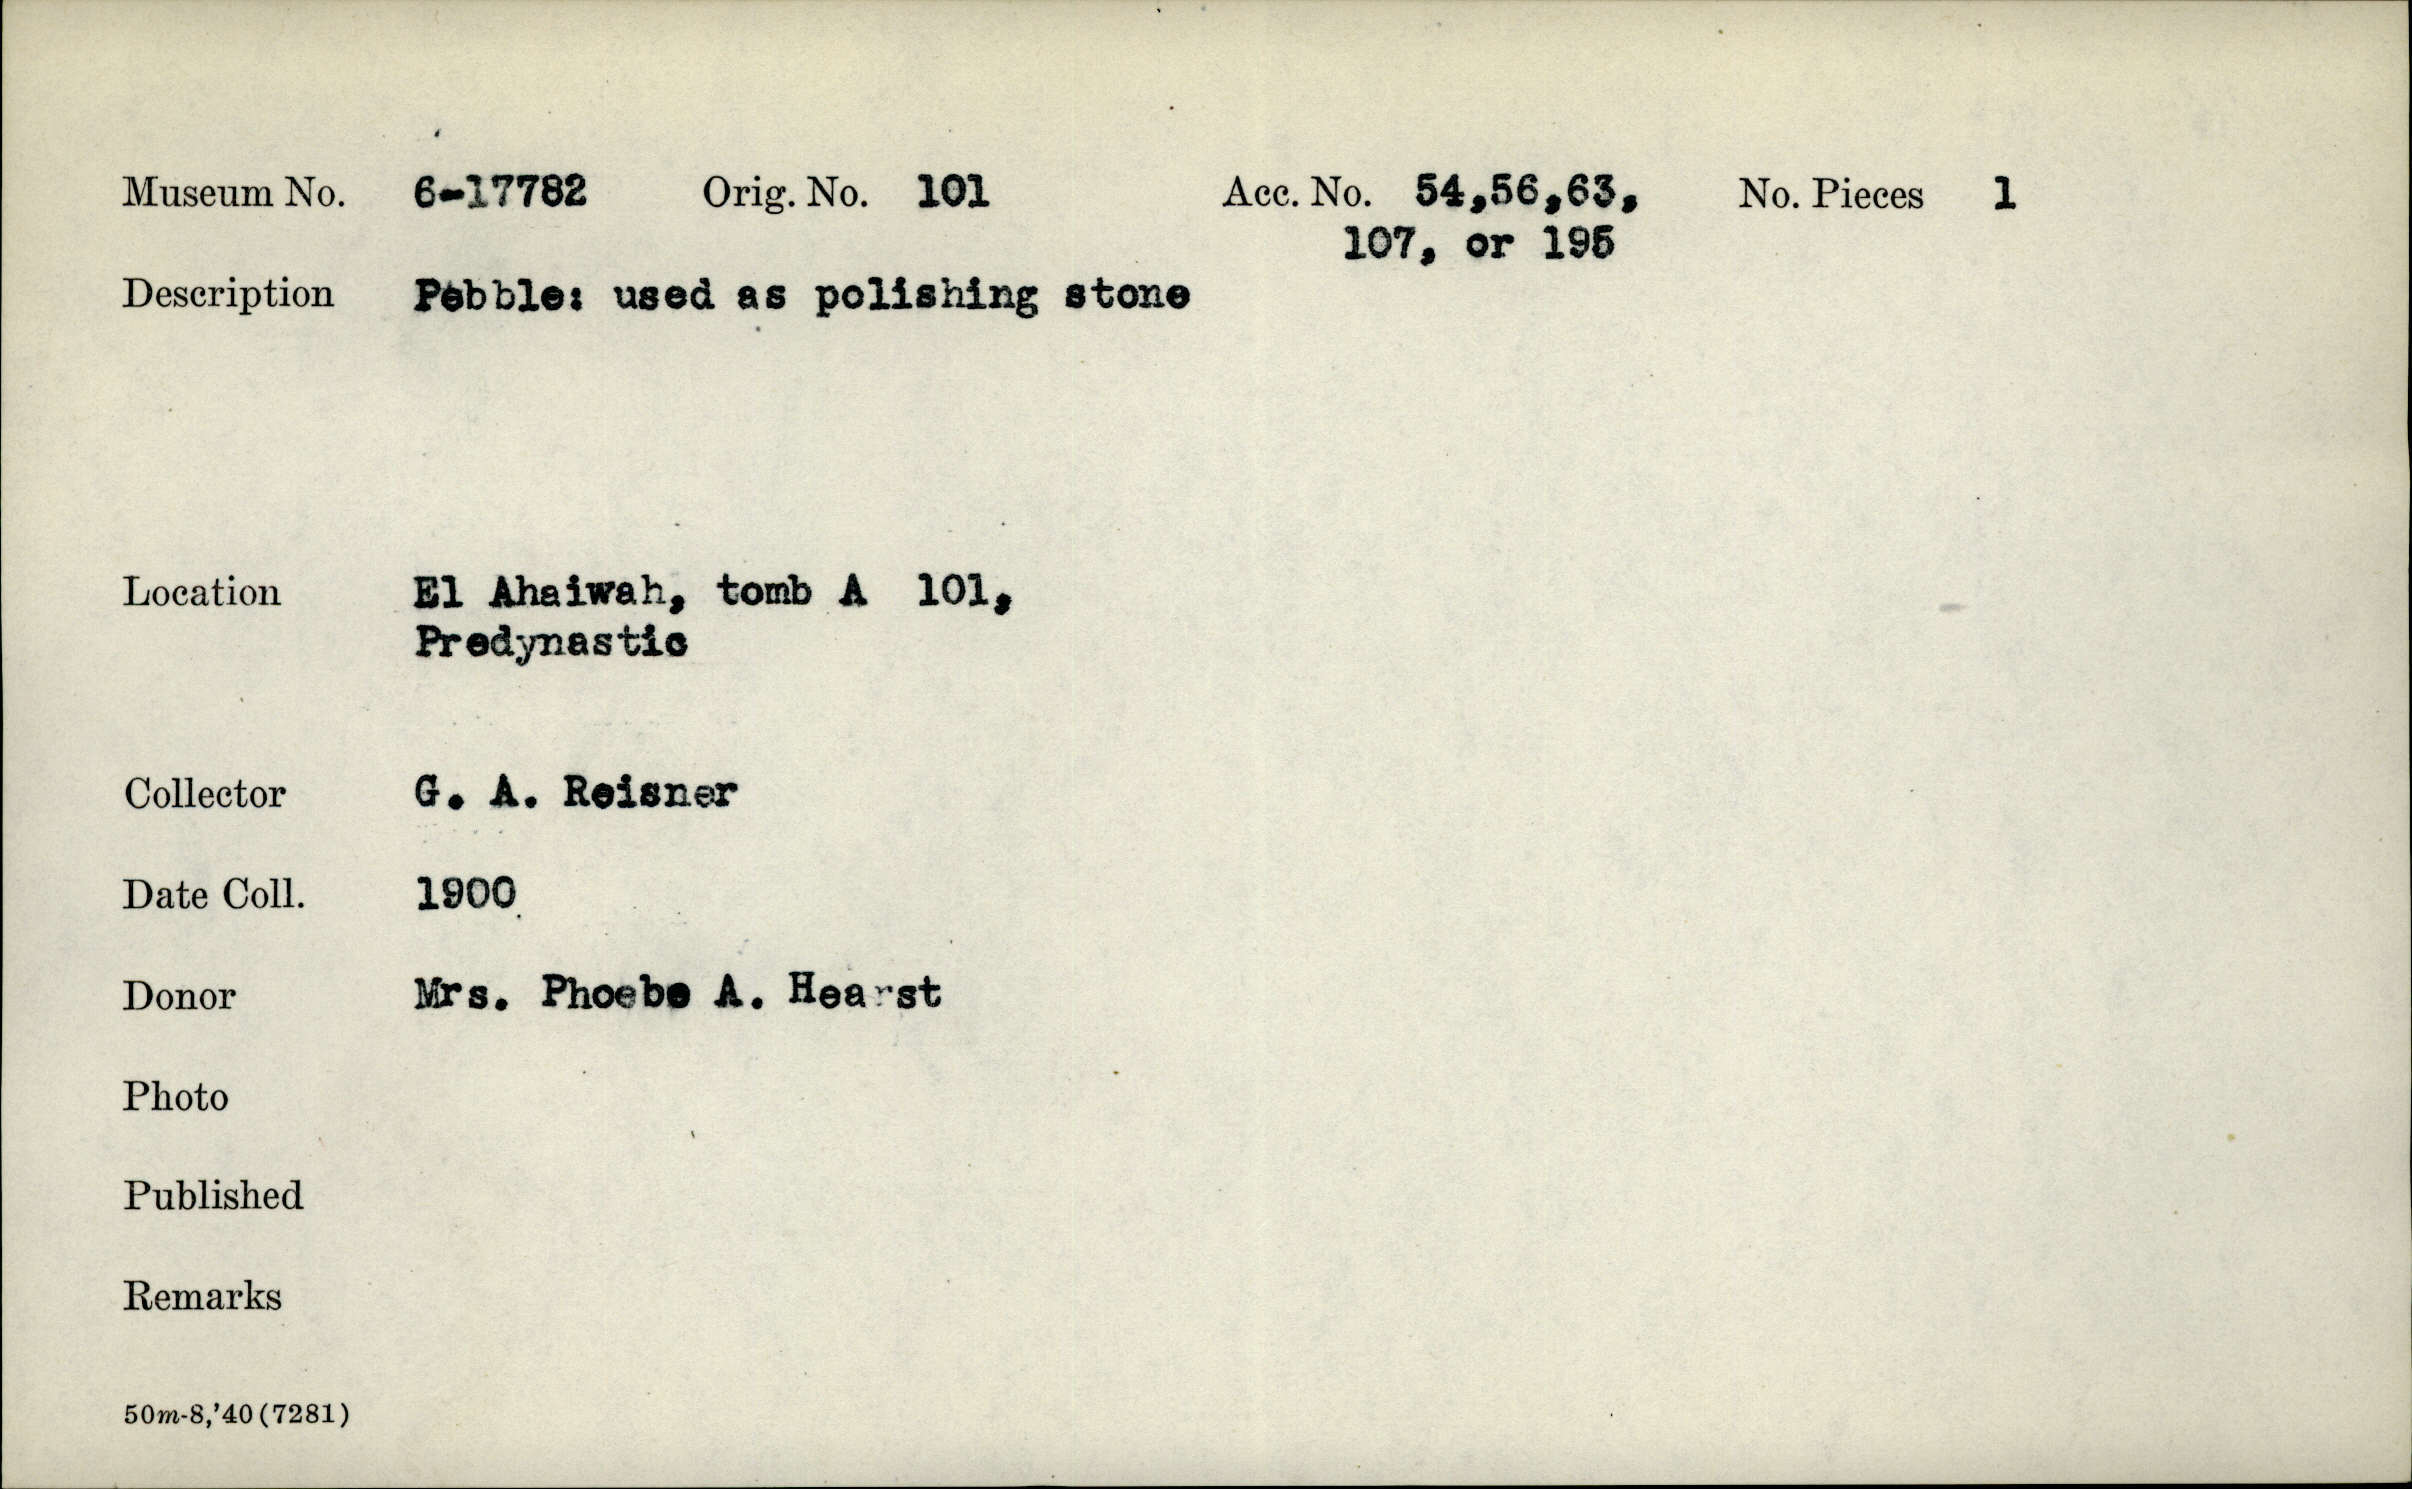 Museum No. 6-17782 Orig. No. 101 Acc. No. 54,56,63, No. Pieces 1
107, or 195
Description Pebble: used as polishing stone
Location El Ahaiwah, tomb A 101,
Predynastic
Collector G. A. Reisner
Date Coll. 1900
Donor Mrs. Phoebe A. Hearst
Photo
Published
Remarks
50m-8,'40(7281)